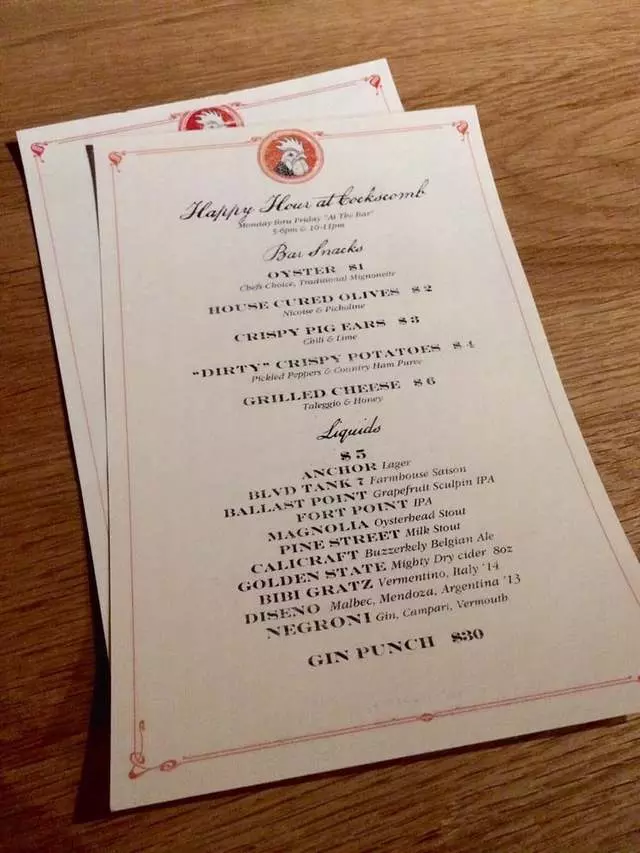 Happy Hour at Cockscomb
Monday thru Friday "At The Bar"
5-6pm & 10-11pm
Bar Snacks
OYSTER $1
Chefs Choice, Traditional Mignonette
HOUSE CURED OLIVES $2
Nicoise & Picholine
CRISPY PIG EARS $3
Chili & Lime
"DIRTY" CRISPY POTATOES $4
Pickled Peppers & Country Ham Puree
GRILLED CHEESE $6
Taleggio & Honey
Liquids
$5
ANCHOR Lager
BLVD TANK 7 Farmhouse Saison
BALLAST POINT Grapefruit Sculpin IPA
FORT POINT IPA
MAGNOLIA Oysterhead Stout
PINE STREET Milk Stout
CALICRAFT Buzzerkely Belgian Ale
GOLDEN STATE Mighty Dry cider 8oz
BIBI GRATZ Vermentino, Italy '14
DISENO Malbec, Mendoza, Argentina '13
NEGRONI Gin, Campari, Vermouth
GIN PUNCH $30